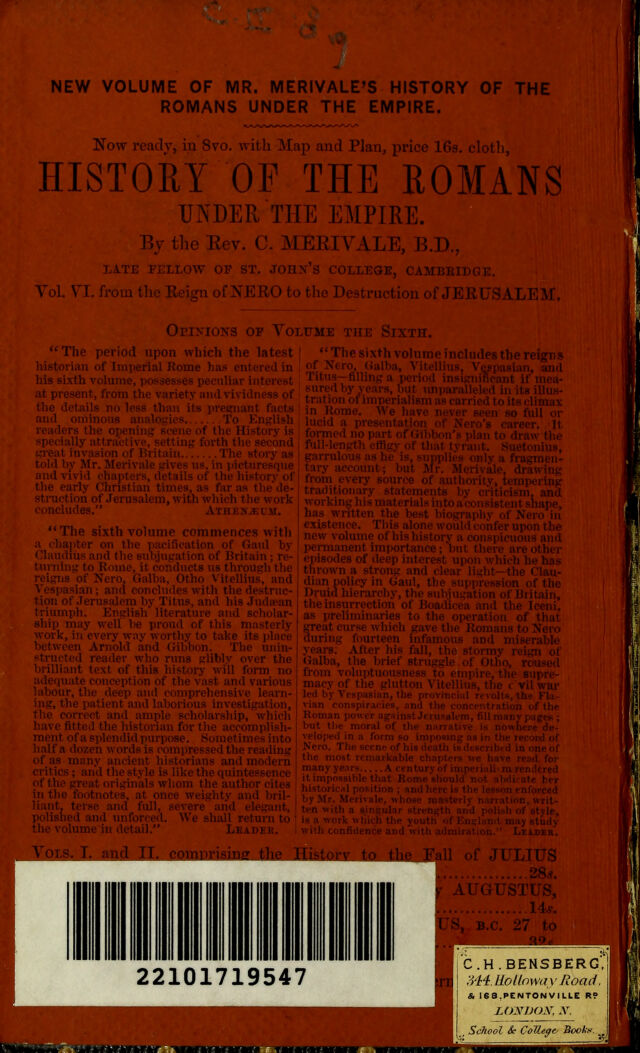 NEW VOLUME OF MR. MERIVALE'S HISTORY OF THE
ROMANS UNDER THE EMPIRE.
Now ready, in 8vo. with Map and Plan, price 16s. cloth,
HISTORY OF THE ROMANS
UNDER THE EMPIRE.
By the Rev. C. MERIVALE, B.D.,
LATE FELLOW OF ST. JOHN'S COLLEGE, CAMBRIDGE.
Vol. VI. from the Reign of NERO to the Destruction of JERUSALEM.
OPINIONS OF VOLUME THE SIXTH.
"The period upon which the latest
historian of Imperial Rome has entered in
his sixth volume, possesses peculiar interest
at present, from the variety and vividness of
the details no less than its pregnant facts
and ominous analogies......To English
readers the opening scene of the History is
specially attractive, setting forth the second
great invasion of Britain.......The story as
told by Mr. Merivale gives us, in picturesque
and vivid chapters, details of the history of
the early Christian times, as far as the de-
struction of Jerusalem, with which the work
concludes." ATHENÆUM.
"The sixth volume commences with
a chapter on the pacification of Gaul by
Claudius and the subjugation of Britain; re-
turning to Rome, it conducts us through the
reigns of Nero, Galba, Otho Vitellius, and
Vespasian; and concludes with the destruc-
tion of Jerusalem by Titus, and his Judæan
triumph. English literature and scholar-
ship may well be proud of this masterly
work, in every way worthy to take its place
between Arnold and Gibbon. The unin-
structed reader who runs glibly over the
brilliant text of this history will form no
adequate conception of the vast and various
labour, the deep and comprehensive learn-
ing, the patient and laborious investigation,
the correct and ample scholarship, which
have fitted the historian for the accomplish-
ment of a splendid purpose. Sometimes into
half a dozen words is compressed the reading
of as many ancient historians and modern
critics; and the style is like the quintessence
of the great originals whom the author cites
in the footnotes, at once weighty and bril-
liant, terse and full, severe and elegant,
polished and unforced. We shall return to
the volume in detail." LEADER.
"The sixth volume includes the reigns
of Nero, Galba, Vitellius, Vespasian, and
Titus—filling a period insignificant if mea-
sured by years, but unparalleled in its illus-
tration of imperialism as carried to its climax
in Rome. We have never seen so full or
lucid a presentation of Nero's career. It
formed no part of Gibbon's plan to draw the
full-length effigy of that tyrant. Suetonius,
garrulous as he is, supplies only a fragmen-
tary account; but Mr. Merivale, drawing
from every source of authority, tempering
traditionary statements by criticism, and
working his materials into a consistent shape,
has written the best biography of Nero in
existence. This alone would confer upon the
new volume of his history a conspicuous and
permanent importance; but there are other
episodes of deep interest upon which he has
thrown a strong and clear light—the Clau-
dian policy in Gaul, the suppression of the
Druid hierarchy, the subjugation of Britain,
the insurrection of Boadicea and the Iceni,
as preliminaries to the operation of that
great curse which gave the Romans to Nero
during fourteen infamous and miserable
years. After his fall, the stormy reign of
Galba, the brief struggle of Otho, roused
from voluptuousness to empire, the supre-
macy of the glutton Vitellius, the c vil war
led by Vespasian, the provincial revolts, the Fla-
vian conspiracies, and the concentration of the
Roman power against Jerusalem, fill many pages;
but the moral of the narrative is nowhere de-
veloped in a form so imposing as in the record of
Nero. The scene of his death is described in one of
the most remarkable chapters we have read for
many years.....A century of imperiali m rendered
it impossible that Rome should not abdicate her
historical position; and here is the lesson enforced
by Mr. Merivale, whose masterly narration, writ-
ten with a singular strength and polish of style,
is a work which the youth of England may study
with confidence and with admiration." LEADER.
VOLS. I. and II. comprising the History to the Fall of JULIUS
..................28s.
AUGUSTUS,
..................14s.
US, B.C. 27 to
32s.
22101719547
C. H. BENSBERG,
344. Holloway Road,
& 168, PENTONVILLE RD
LONDON, N.
School & College Books.